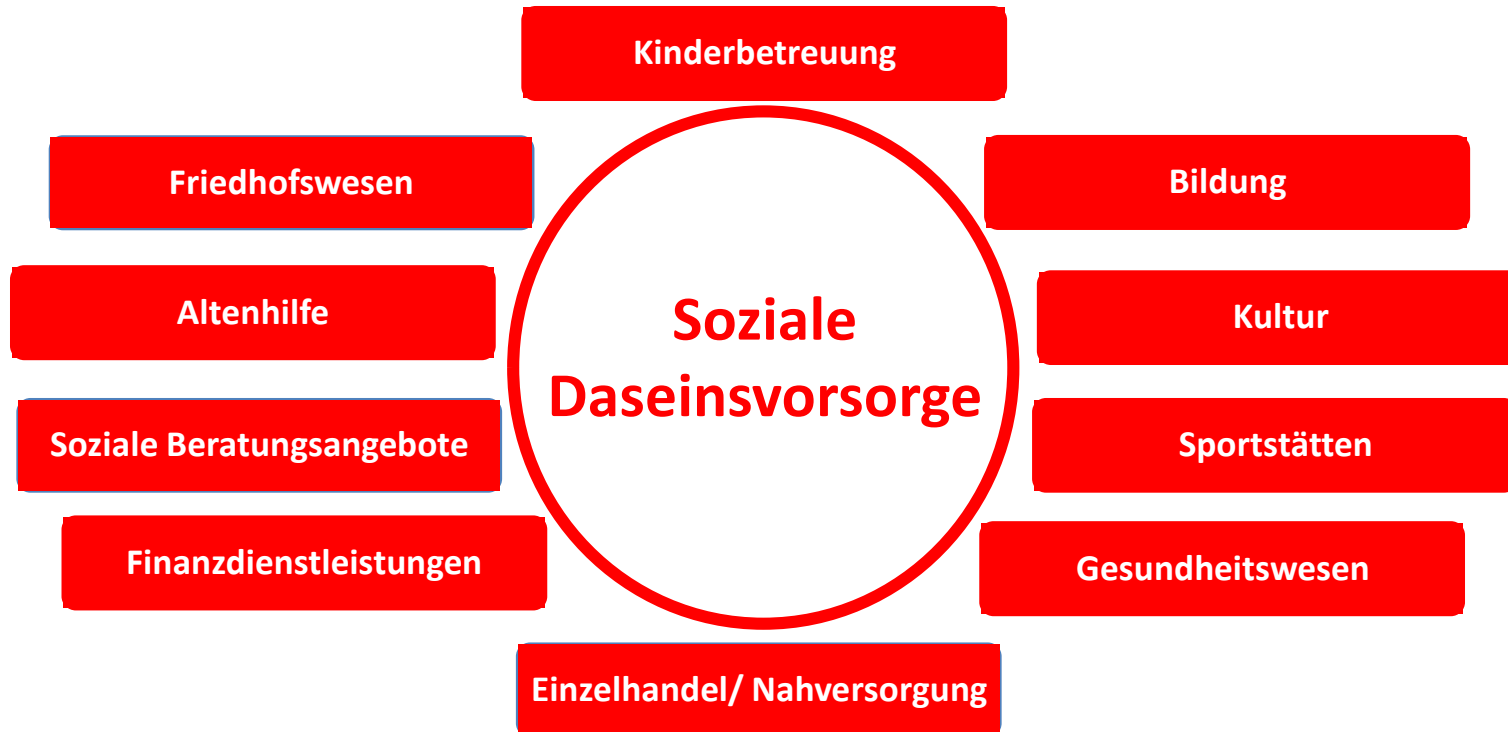 Kinderbetreuung
Friedhofswesen
Bildung
Altenhilfe
Soziale
Daseinsvorsorge
Kultur
Soziale Beratungsangebote
Sportstätten
Finanzdienstleistungen
Gesundheitswesen
Einzelhandel/ Nahversorgung